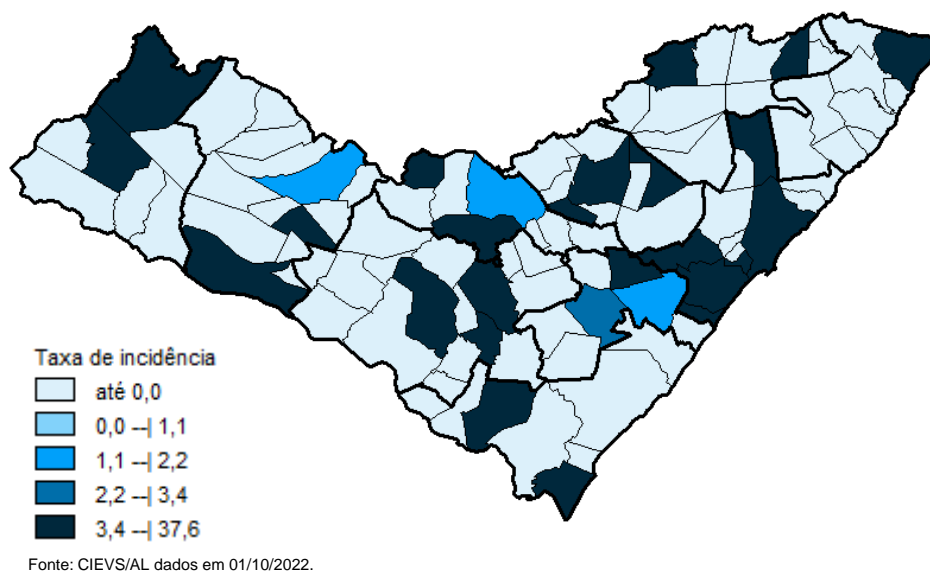 Taxa de incidência
até 0,0
0,0 --| 1,1
1,1 --| 2,2
2,2 --| 3,4
3,4 --| 37,6
Fonte: CIEVS/AL dados em 01/10/2022.